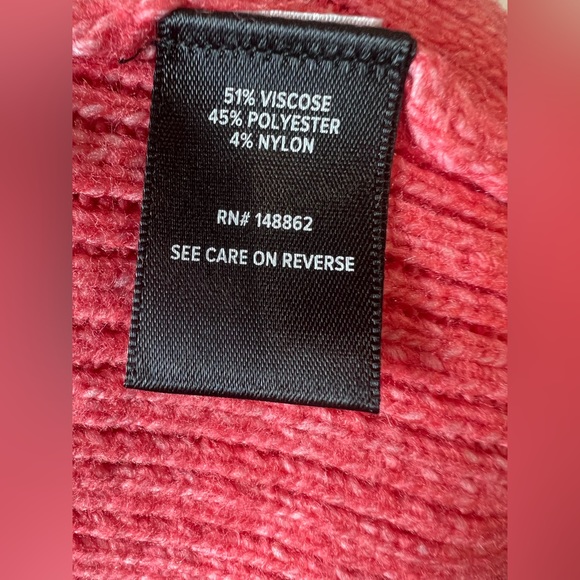 51% VISCOSE
45% POLYESTER
4% NYLON
RN# 148862
SEE CARE ON REVERSE